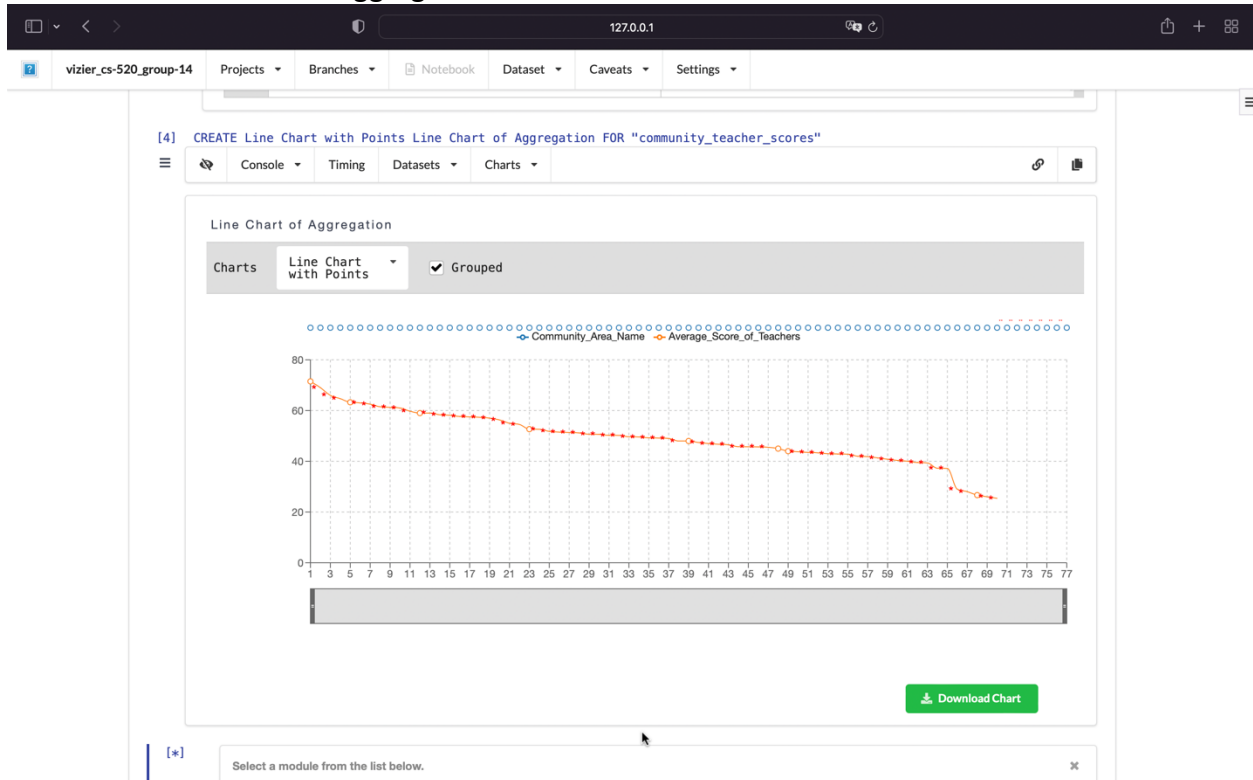 127.0.0.1
vizier_cs-520_group-14 Projects Branches Notebook Dataset Caveats Settings
[4] CREATE Line Chart with Points Line Chart of Aggregation FOR "community_teacher_scores"
Console Timing Datasets Charts
Line Chart of Aggregation
Charts Line Chart with Points Grouped
Community_Area_Name Average_Score_of_Teachers
80
60
40
20
0
1 3 5 7 9 11 13 15 17 19 21 23 25 27 29 31 33 35 37 39 41 43 45 47 49 51 53 55 57 59 61 63 65 67 69 71 73 75 77
Download Chart
[*]
Select a module from the list below.